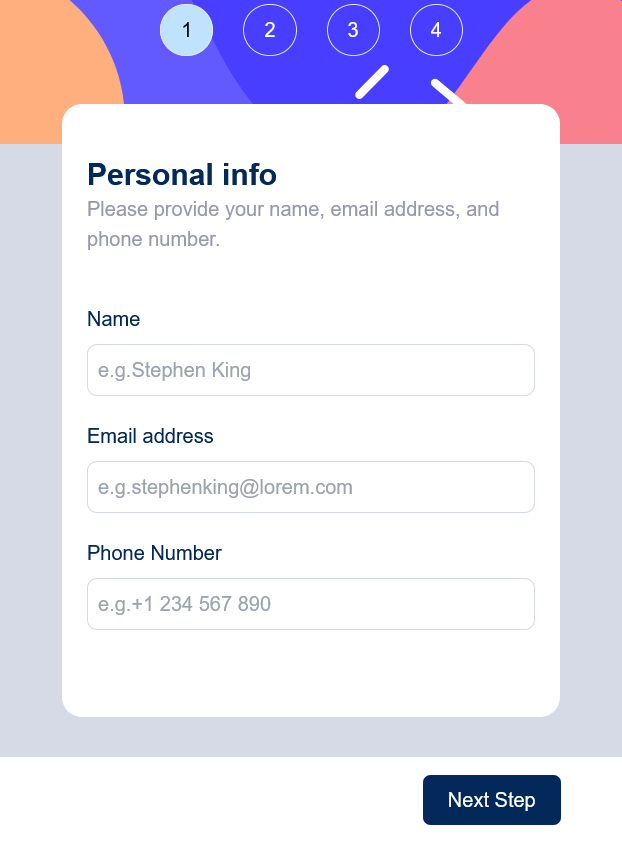 1 2 3 4
Personal info
Please provide your name, email address, and
phone number.
Name
e.g.Stephen King
Email address
e.g.stephenking@lorem.com
Phone Number
e.g.+1 234 567 890
Next Step